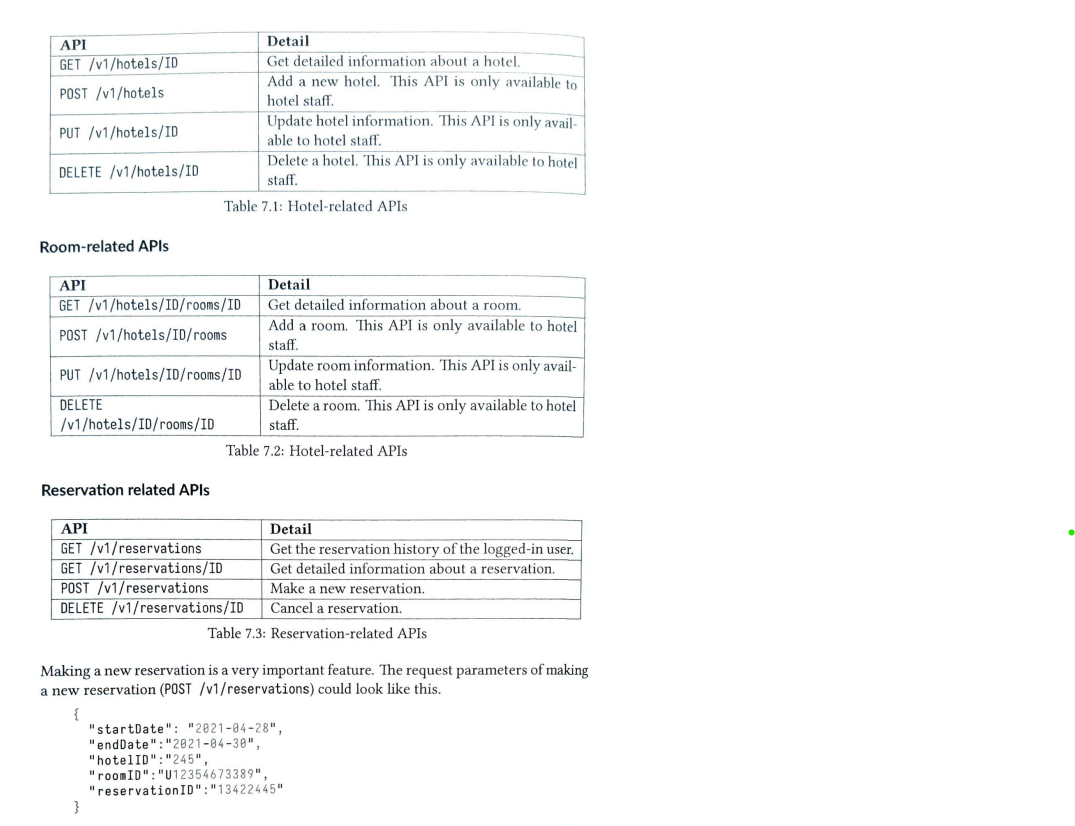 API Detail
GET /v1/hotels/ID Get detailed information about a hotel.
POST /v1/hotels Add a new hotel. This API is only available to
hotel staff.
PUT /v1/hotels/ID Update hotel information. This API is only avail-
able to hotel staff.
DELETE /v1/hotels/ID Delete a hotel. This API is only available to hotel
staff.
Table 7.1: Hotel-related APIs
Room-related APIs
API Detail
GET /v1/hotels/ID/rooms/ID Get detailed information about a room.
POST /v1/hotels/ID/rooms Add a room. This API is only available to hotel
staff.
PUT /v1/hotels/ID/rooms/ID Update room information. This API is only avail-
able to hotel staff.
DELETE Delete a room. This API is only available to hotel
/v1/hotels/ID/rooms/ID staff.
Table 7.2: Hotel-related APIs
Reservation related APIs
API Detail
GET /v1/reservations Get the reservation history of the logged-in user.
GET /v1/reservations/ID Get detailed information about a reservation.
POST /v1/reservations Make a new reservation.
DELETE /v1/reservations/ID Cancel a reservation.
Table 7.3: Reservation-related APIs
Making a new reservation is a very important feature. The request parameters of making
a new reservation (POST /v1/reservations) could look like this.
{
"startDate": "2021-04-28",
"endDate":"2021-04-30",
"hotelID":"245",
"roomID":"U12354673389",
"reservationID":"13422445"
}